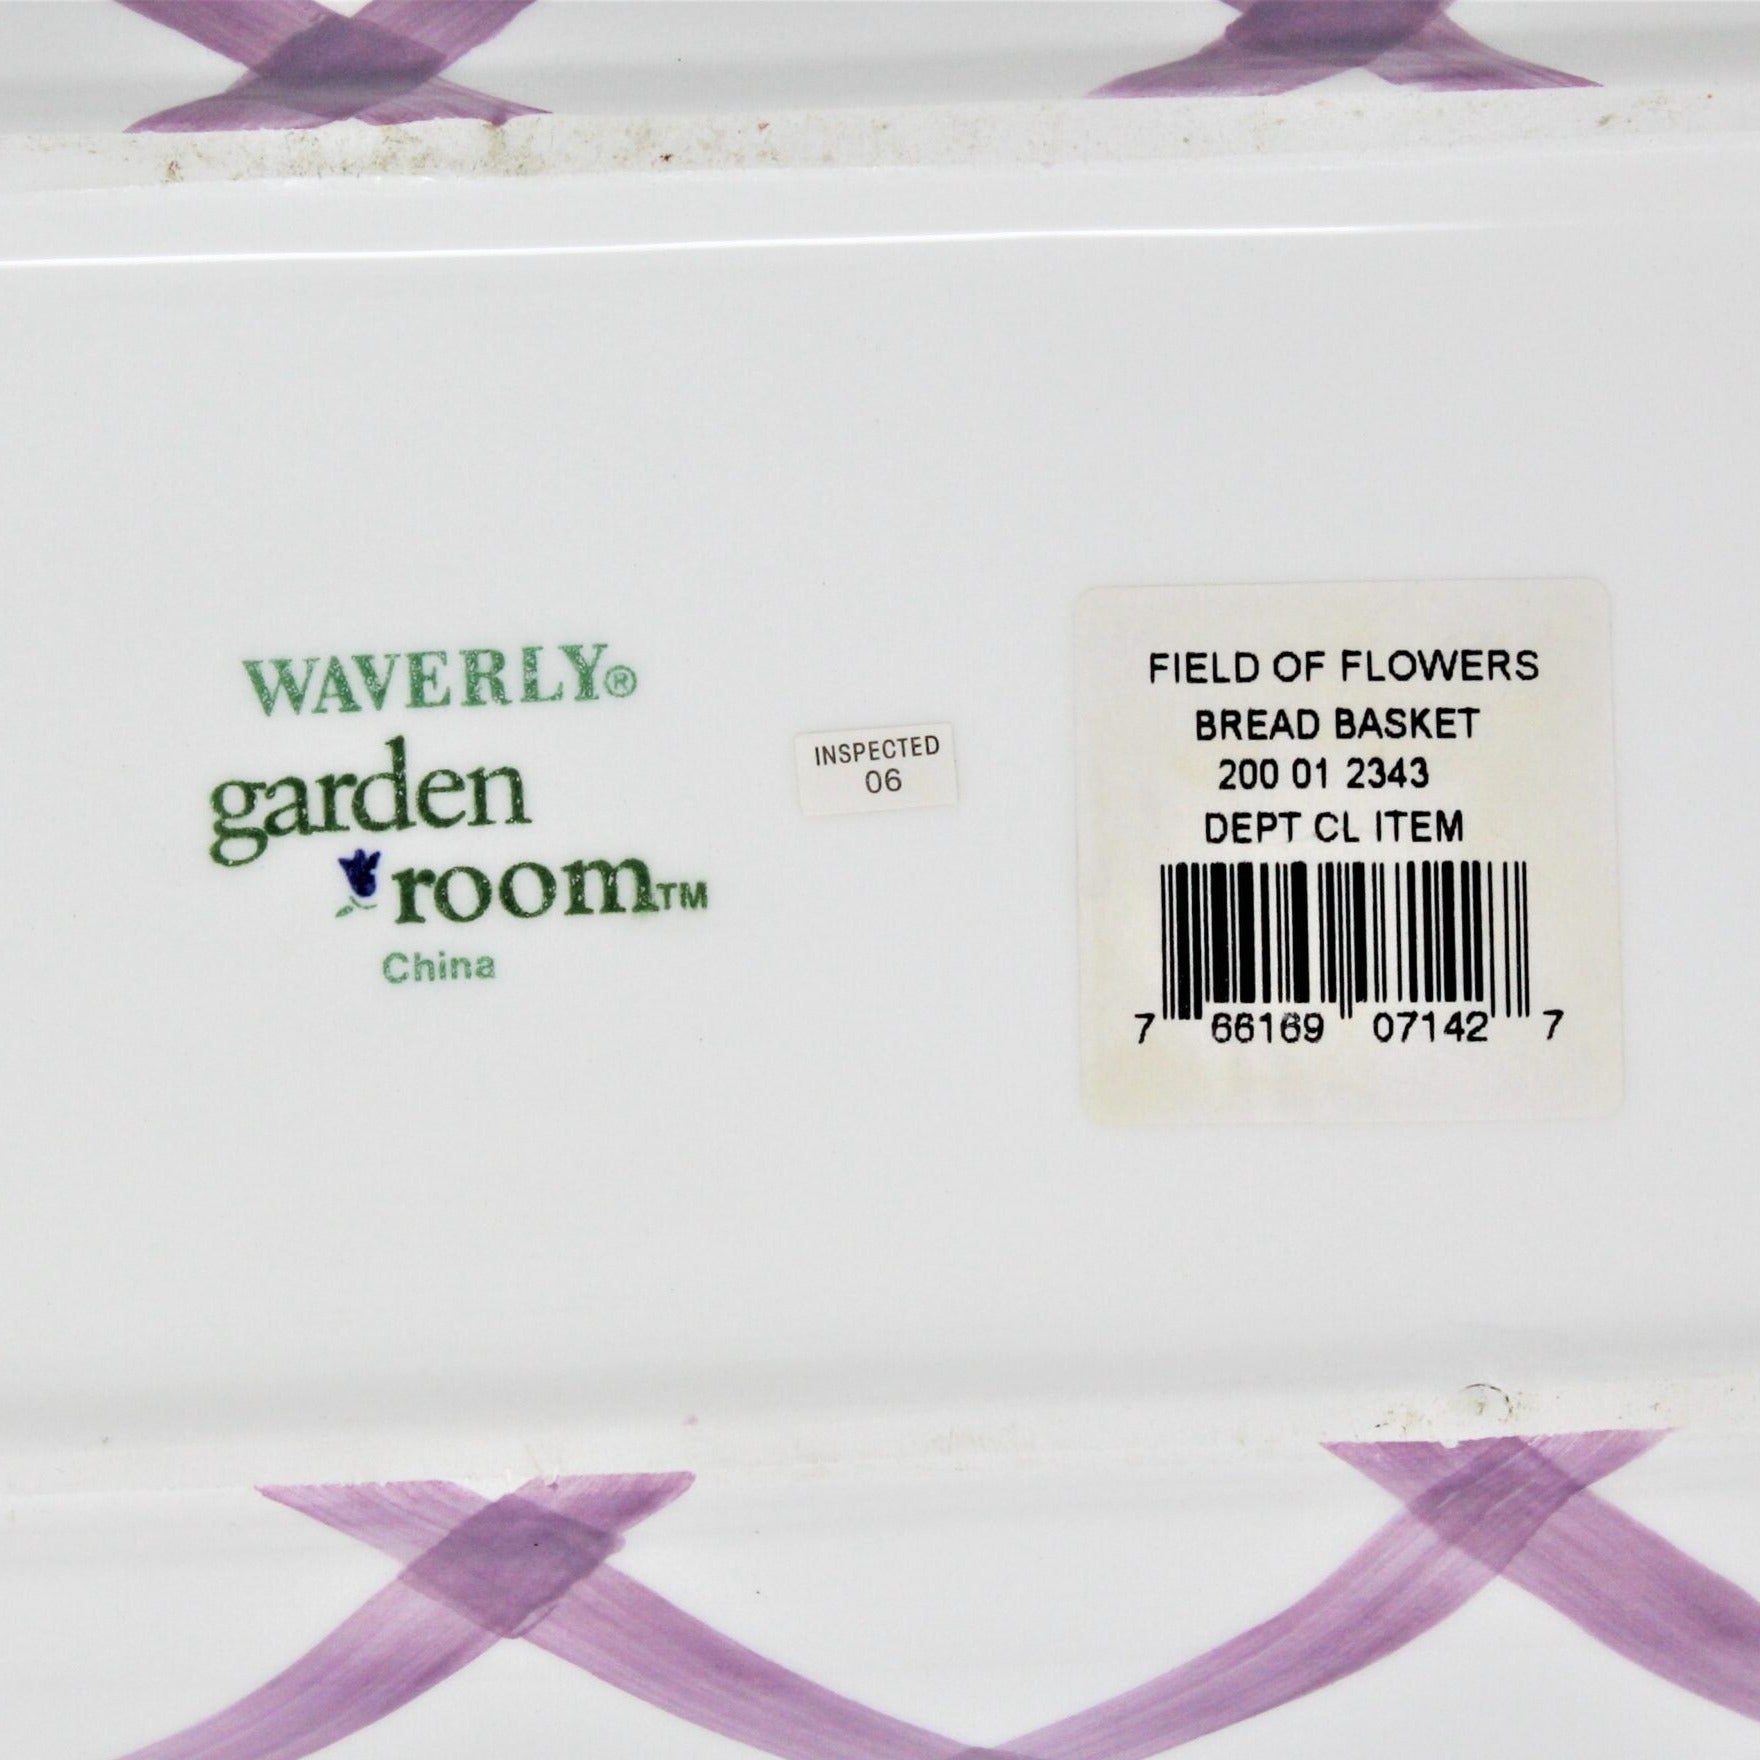 WAVERLY®
garden
room™
China
INSPECTED
06
FIELD OF FLOWERS
BREAD BASKET
200 01 2343
DEPT CL ITEM
7 66169 07142 7